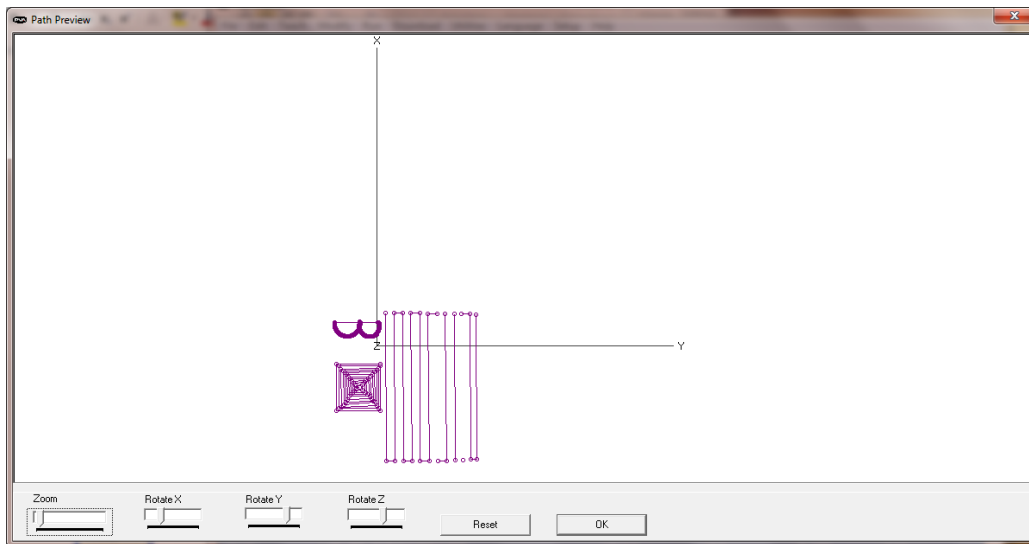 Path Preview
X
Z
Y
Zoom
Rotate X
Rotate Y
Rotate Z
Reset
OK